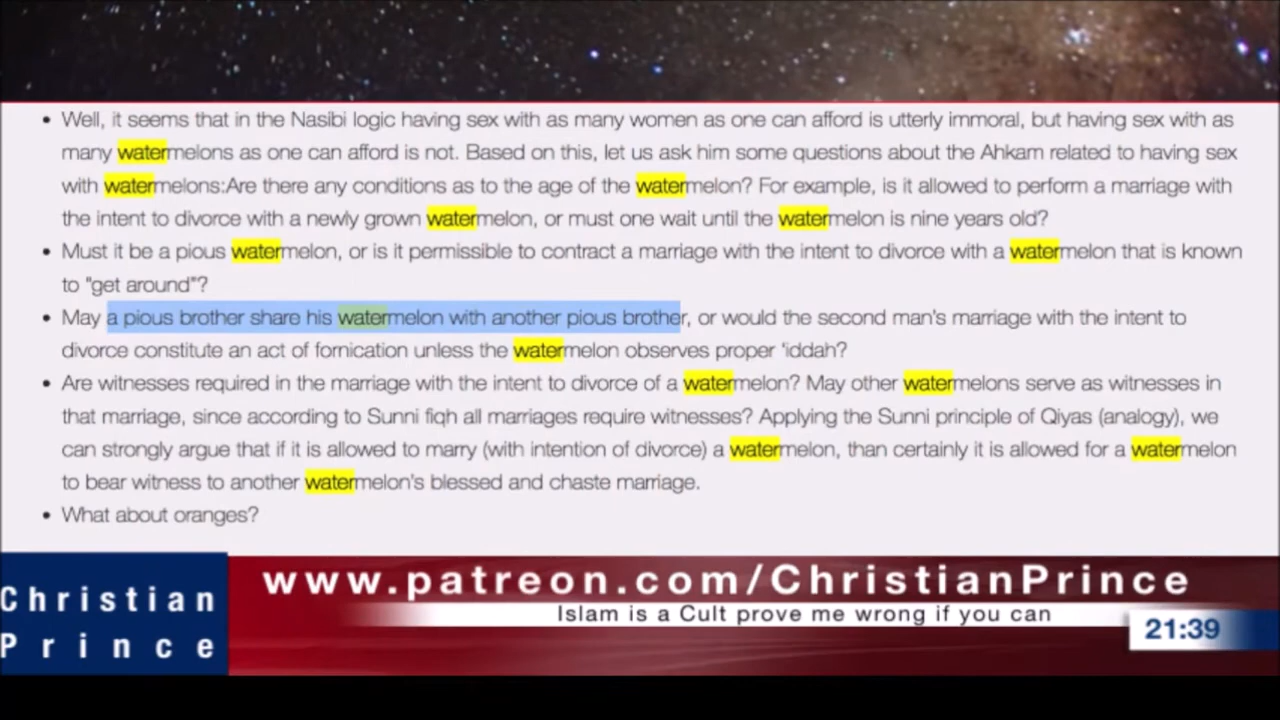 • Well, it seems that in the Nasibi logic having sex with as many women as one can afford is utterly immoral, but having sex with as
many watermelons as one can afford is not. Based on this, let us ask him some questions about the Ahkam related to having sex
with watermelons:Are there any conditions as to the age of the watermelon? For example, is it allowed to perform a marriage with
the intent to divorce with a newly grown watermelon, or must one wait until the watermelon is nine years old?
• Must it be a pious watermelon, or is it permissible to contract a marriage with the intent to divorce with a watermelon that is known
to "get around"?
• May a pious brother share his watermelon with another pious brother, or would the second man's marriage with the intent to
divorce constitute an act of fornication unless the watermelon observes proper 'iddah?
• Are witnesses required in the marriage with the intent to divorce of a watermelon? May other watermelons serve as witnesses in
that marriage, since according to Sunni fiqh all marriages require witnesses? Applying the Sunni principle of Qiyas (analogy), we
can strongly argue that if it is allowed to marry (with intention of divorce) a watermelon, than certainly it is allowed for a watermelon
to bear witness to another watermelon's blessed and chaste marriage.
• What about oranges?
Christian
Prince
www.patreon.com/ChristianPrince
Islam is a Cult prove me wrong if you can
21:39